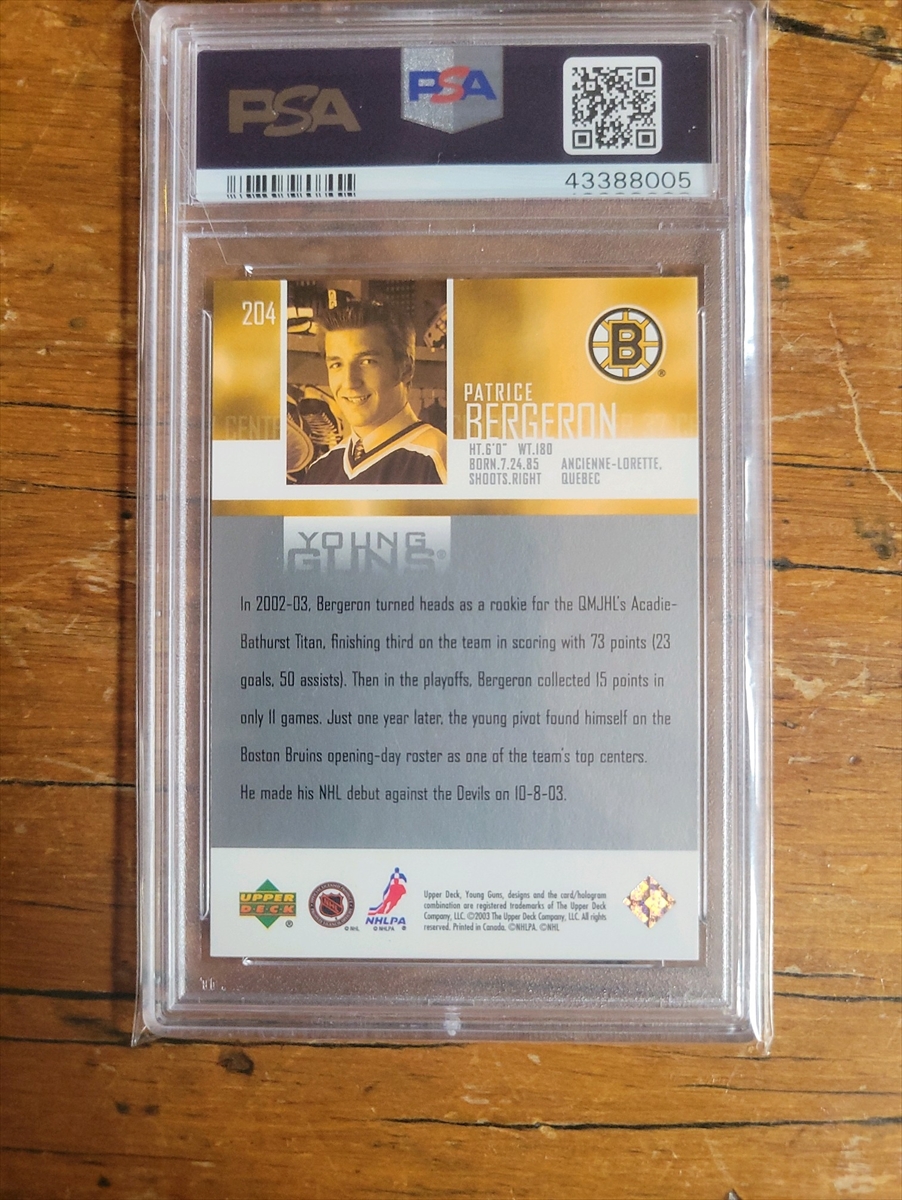 PSA
PSA
43388005
204
B
®
PATRICE
BERGERON
CENT
HT.6'0" WT.180
BORN.7.24.85 ANCIENNE-LORETTE,
SHOOTS.RIGHT QUEBEC
YOUNG
GUNS®
In 2002-03, Bergeron turned heads as a rookie for the QMJHL's Acadie-
Bathurst Titan, finishing third on the team in scoring with 73 points (23
goals, 50 assists). Then in the playoffs, Bergeron collected 15 points in
only 11 games. Just one year later, the young pivot found himself on the
Boston Bruins opening-day roster as one of the team's top centers.
He made his NHL debut against the Devils on 10-8-03.
UPPER
DECK
®
NHL
© NHL
NHLPA
© NHLPA
®
Upper Deck, Young Guns, designs and the card/hologram
combination are registered trademarks of The Upper Deck
Company, LLC. ©2003 The Upper Deck Company, LLC. All rights
reserved. Printed in Canada. ©NHLPA. ©NHL